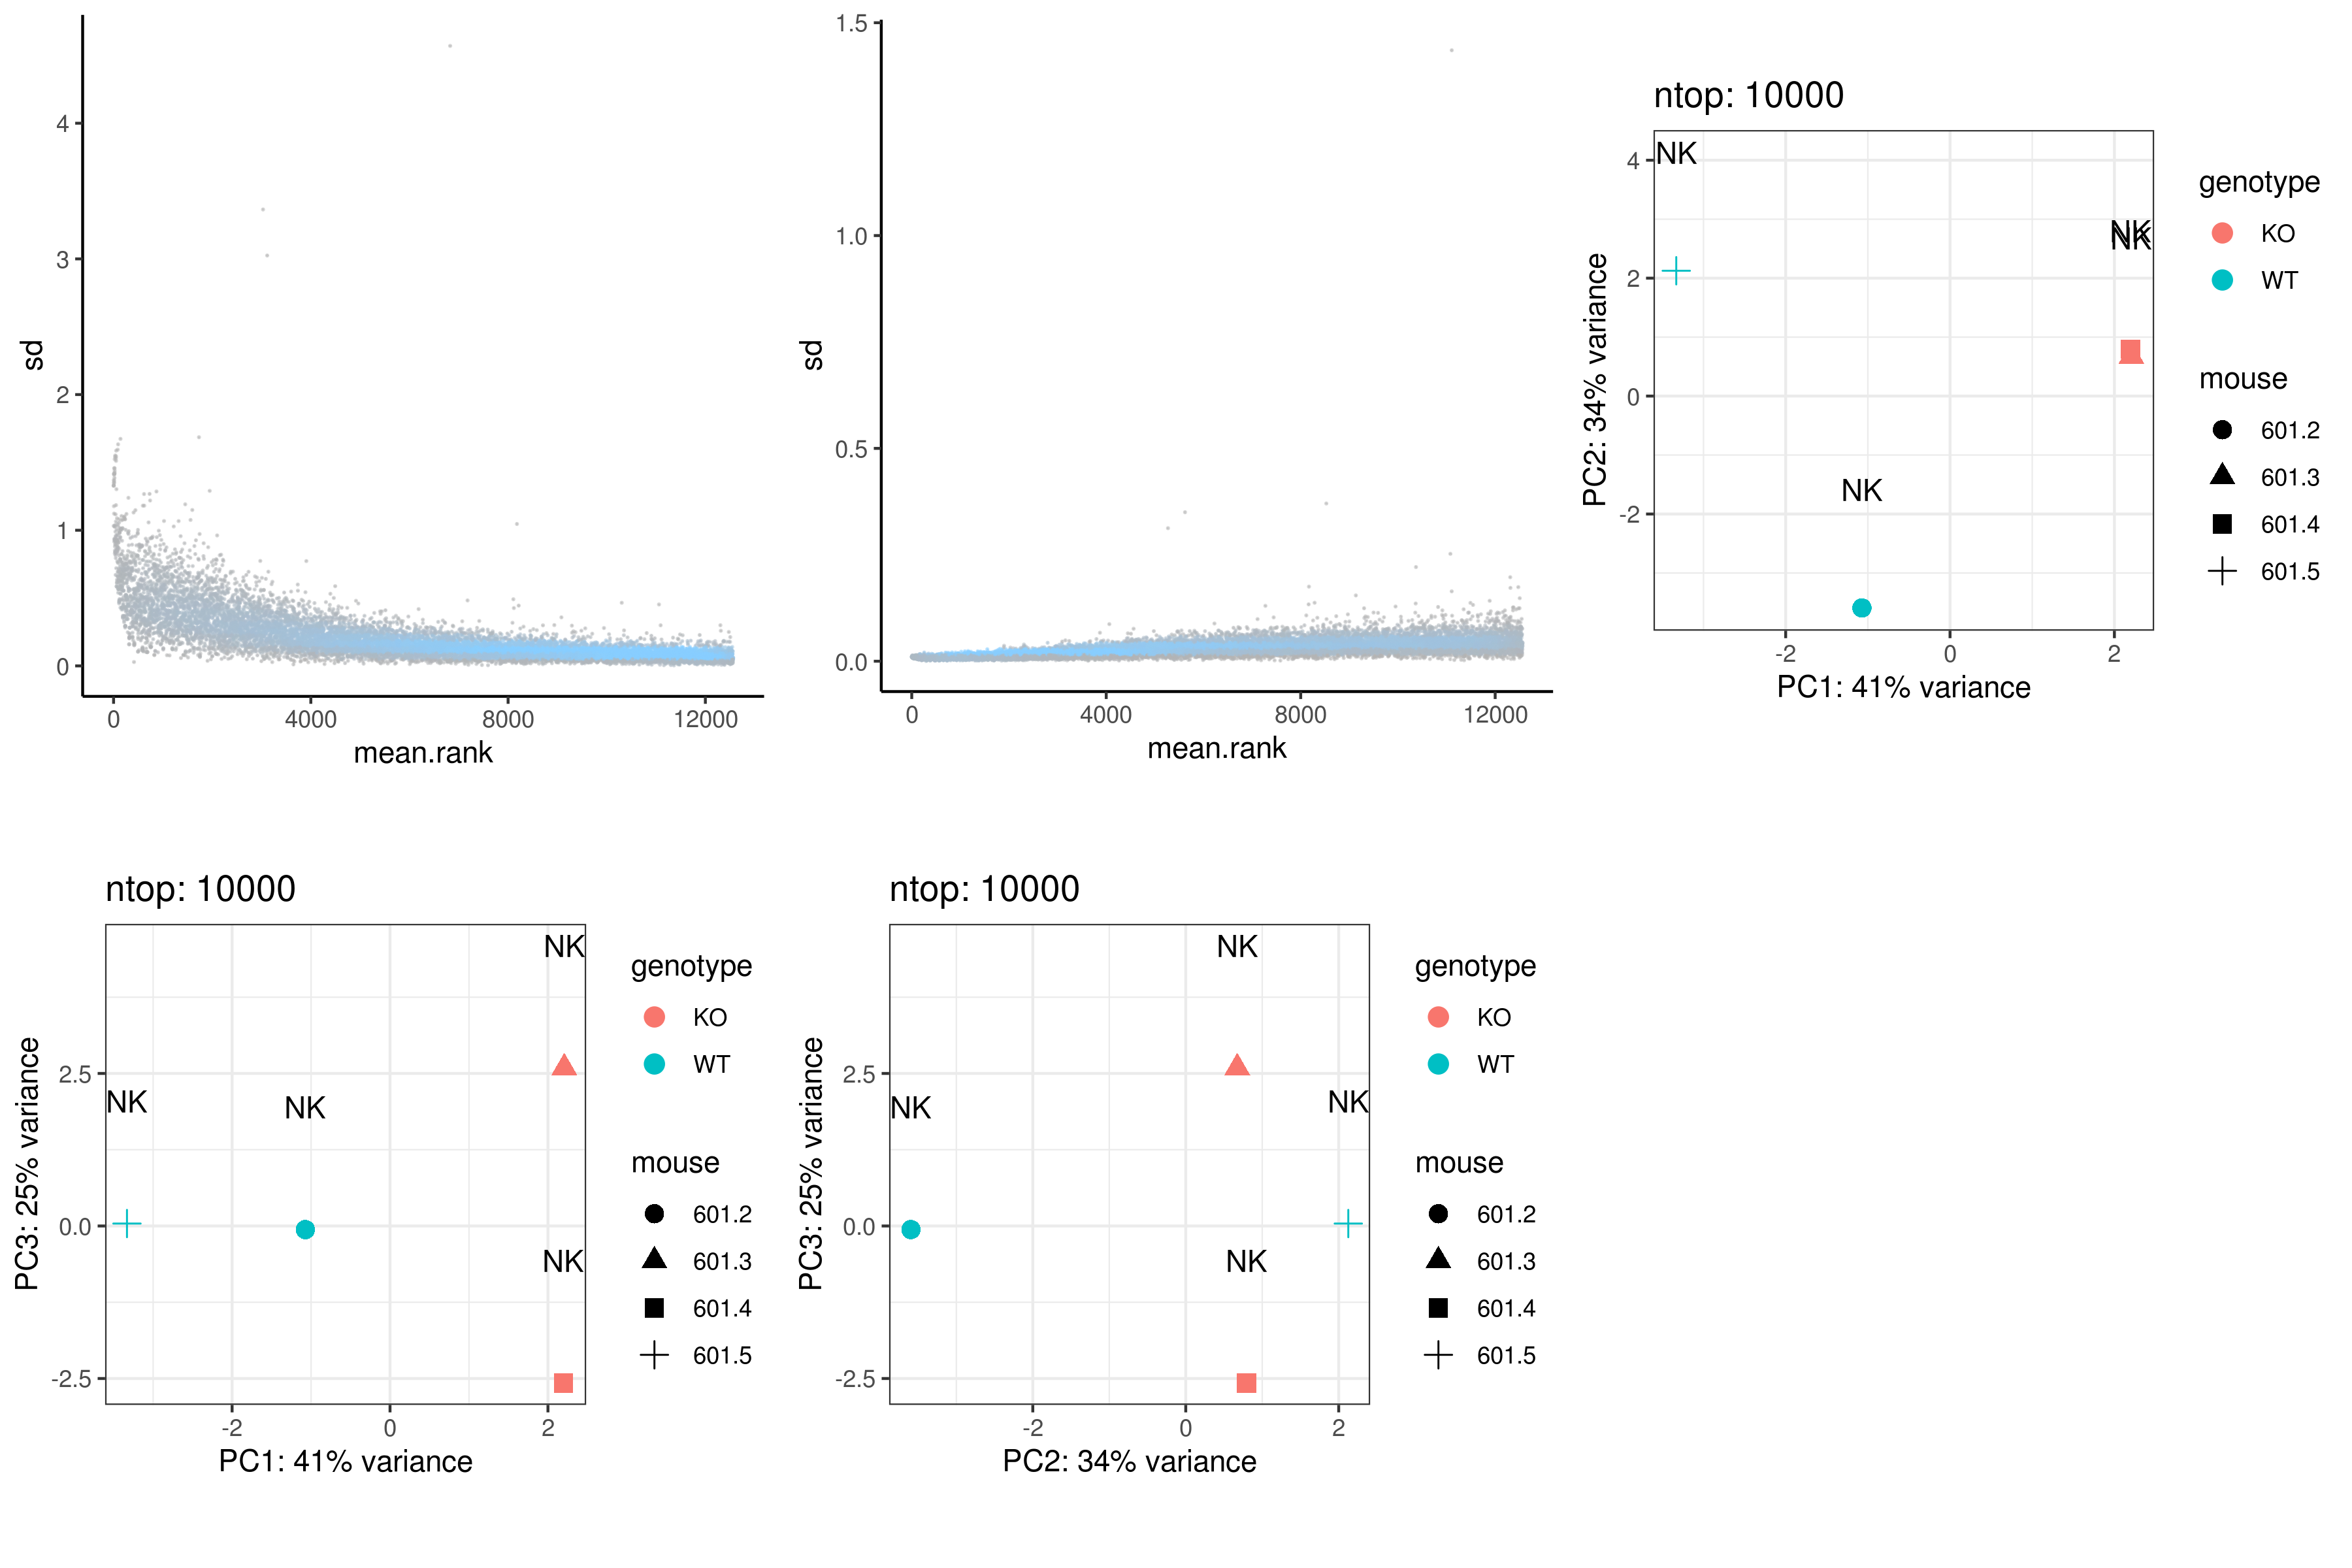 4
3
2
1
0
sd
0 4000 8000 12000
mean.rank
1.5
1.0
0.5
0.0
sd
0 4000 8000 12000
mean.rank
ntop: 10000
NK
NK
NK
NK
4
2
0
-2
PC2: 34% variance
-2 0 2
PC1: 41% variance
genotype
KO
WT
mouse
601.2
601.3
601.4
601.5
ntop: 10000
NK
NK
NK
NK
2.5
0.0
-2.5
PC3: 25% variance
-2 0 2
PC1: 41% variance
genotype
KO
WT
mouse
601.2
601.3
601.4
601.5
ntop: 10000
NK
NK
NK
NK
2.5
0.0
-2.5
PC3: 25% variance
-2 0 2
PC2: 34% variance
genotype
KO
WT
mouse
601.2
601.3
601.4
601.5